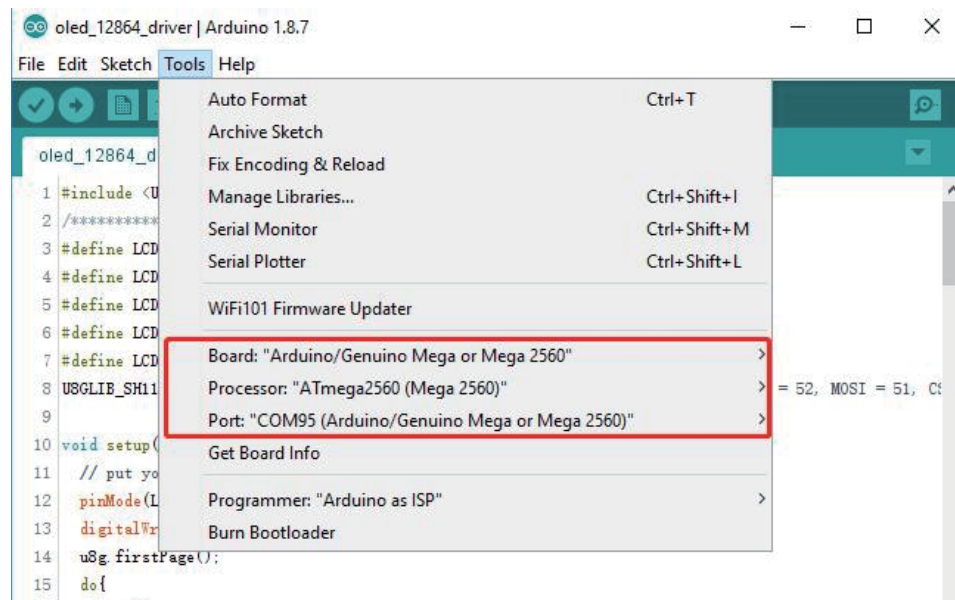 oled_12864_driver | Arduino 1.8.7
File Edit Sketch Tools Help
Auto Format Ctrl+T
Archive Sketch
oled_12864_d
Fix Encoding & Reload
1 #include <U
Manage Libraries... Ctrl+Shift+I
2 /**********
Serial Monitor Ctrl+Shift+M
3 #define LCD
4 #define LCD
Serial Plotter Ctrl+Shift+L
5 #define LCD
WiFi101 Firmware Updater
6 #define LCD
7 #define LCD
Board: "Arduino/Genuino Mega or Mega 2560"
8 U8GLIB_SH11 = 52, MOSI = 51, CS
Processor: "ATmega2560 (Mega 2560)"
9
Port: "COM95 (Arduino/Genuino Mega or Mega 2560)"
10 void setup(
Get Board Info
11 // put yo
12 pinMode(L
Programmer: "Arduino as ISP"
13 digitalWr
Burn Bootloader
14 u8g.firstPage();
15 do{